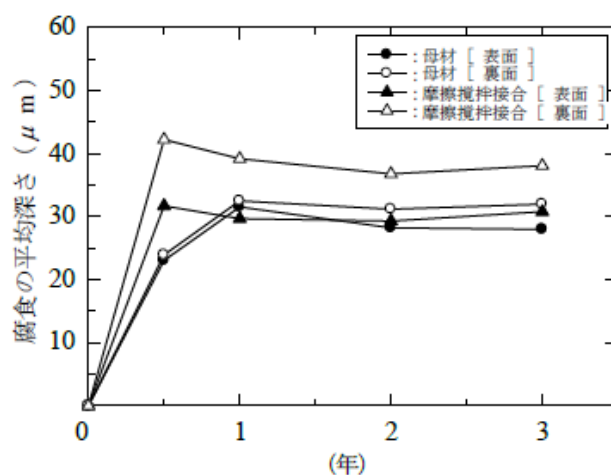 60
50
40
30
20
10
0
1
2
3
腐食の平均深さ (μm)
(年)
:母材 [ 表面 ]
:母材 [ 裏面 ]
:摩擦撹拌接合 [ 表面 ]
:摩擦撹拌接合 [ 裏面 ]